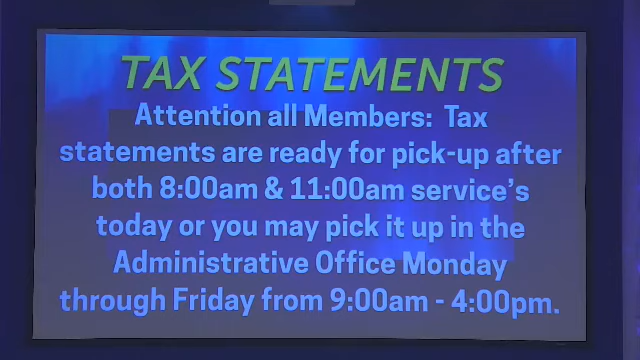 TAX STATEMENTS
Attention all Members: Tax
statements are ready for pick-up after
both 8:00am & 11:00am service's
today or you may pick it up in the
Administrative Office Monday
through Friday from 9:00am - 4:00pm.